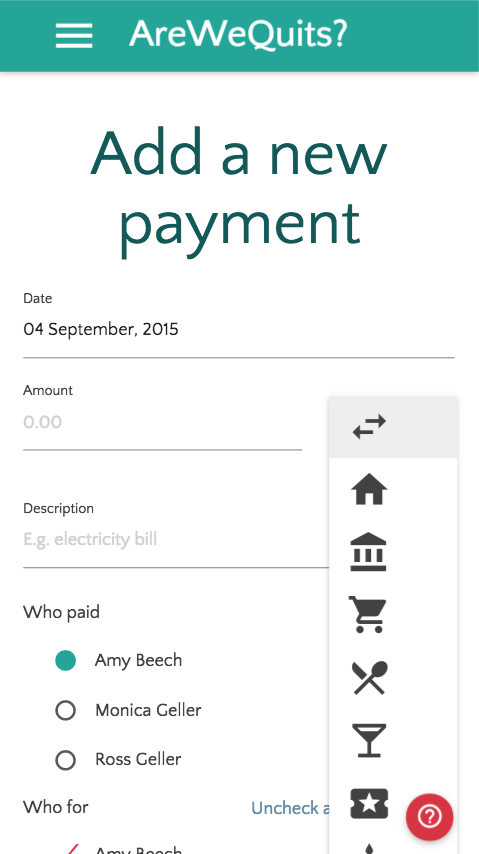 AreWeQuits?
Add a new
payment
Date
04 September, 2015
Amount
0.00
Description
E.g. electricity bill
Who paid
Amy Beech
Monica Geller
Ross Geller
Who for
Uncheck
Amy Beech